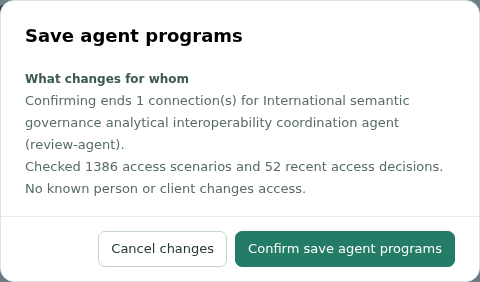 Save agent programs
What changes for whom
Confirming ends 1 connection(s) for International semantic
governance analytical interoperability coordination agent
(review-agent).
Checked 1386 access scenarios and 52 recent access decisions.
No known person or client changes access.
Cancel changes
Confirm save agent programs